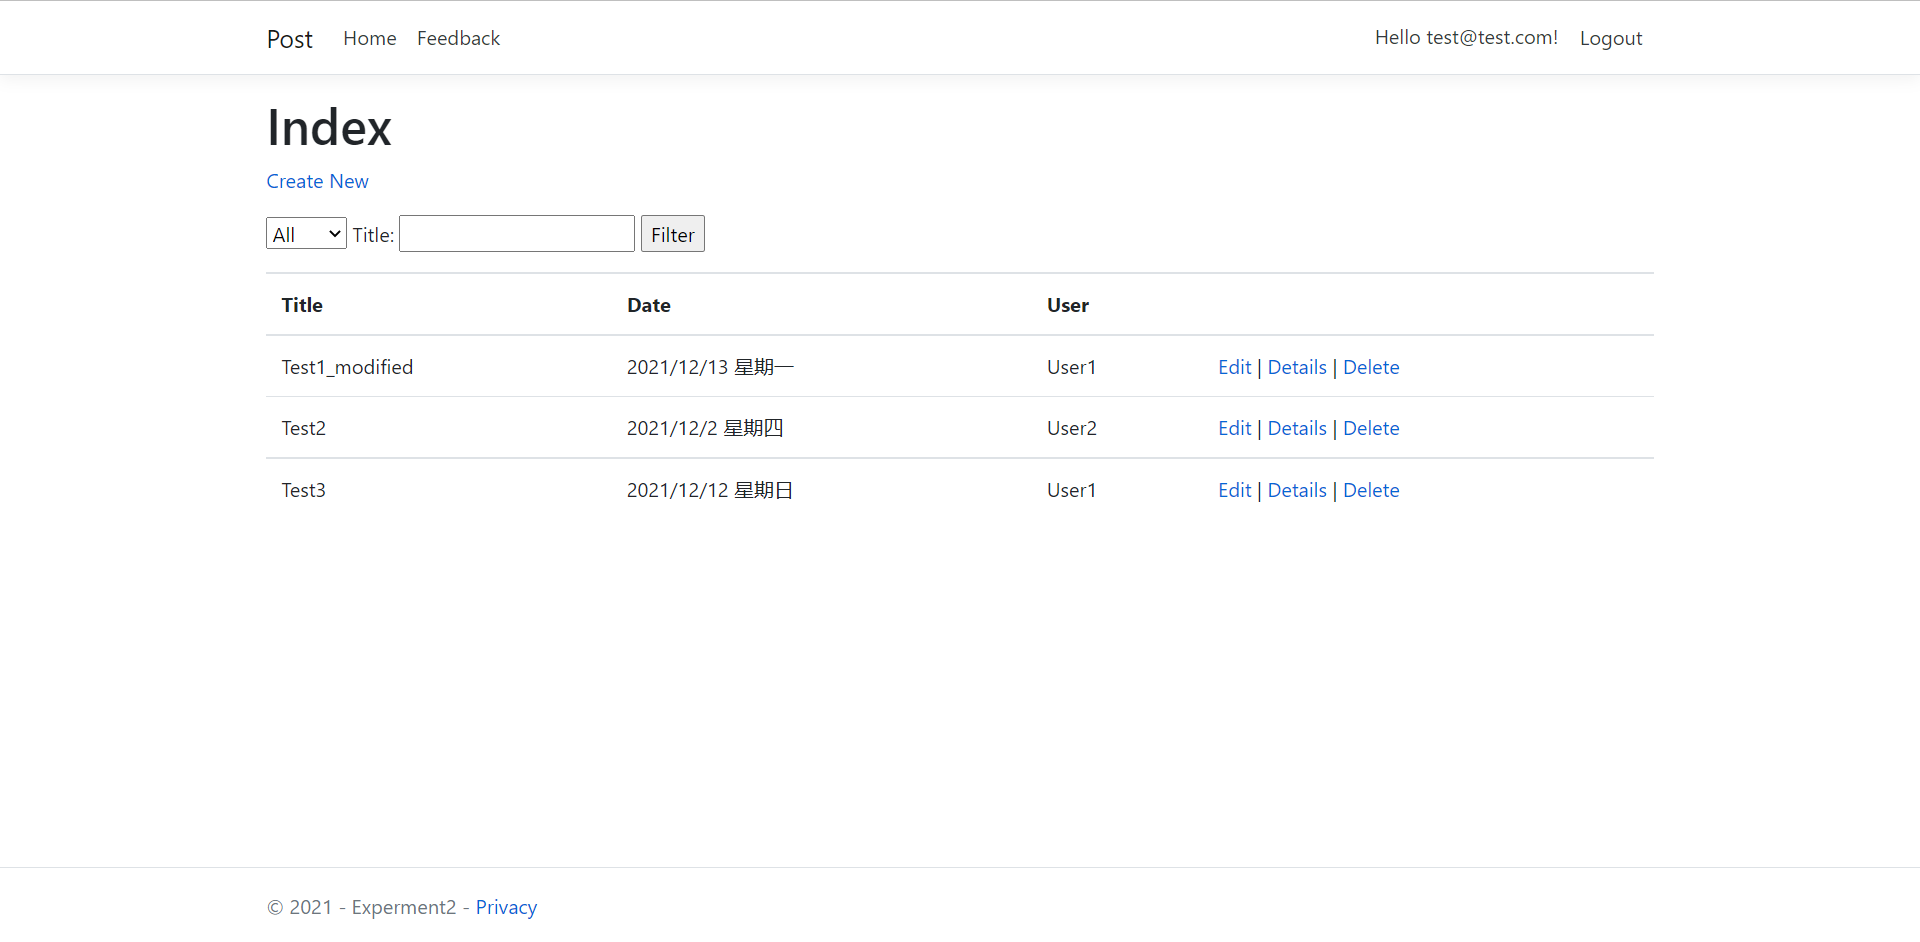 Post Home Feedback Hello test@test.com! Logout
Index
Create New
All Title: Filter
Title Date User
Test1_modified 2021/12/13 星期一 User1 Edit | Details | Delete
Test2 2021/12/2 星期四 User2 Edit | Details | Delete
Test3 2021/12/12 星期日 User1 Edit | Details | Delete
© 2021 - Experment2 - Privacy